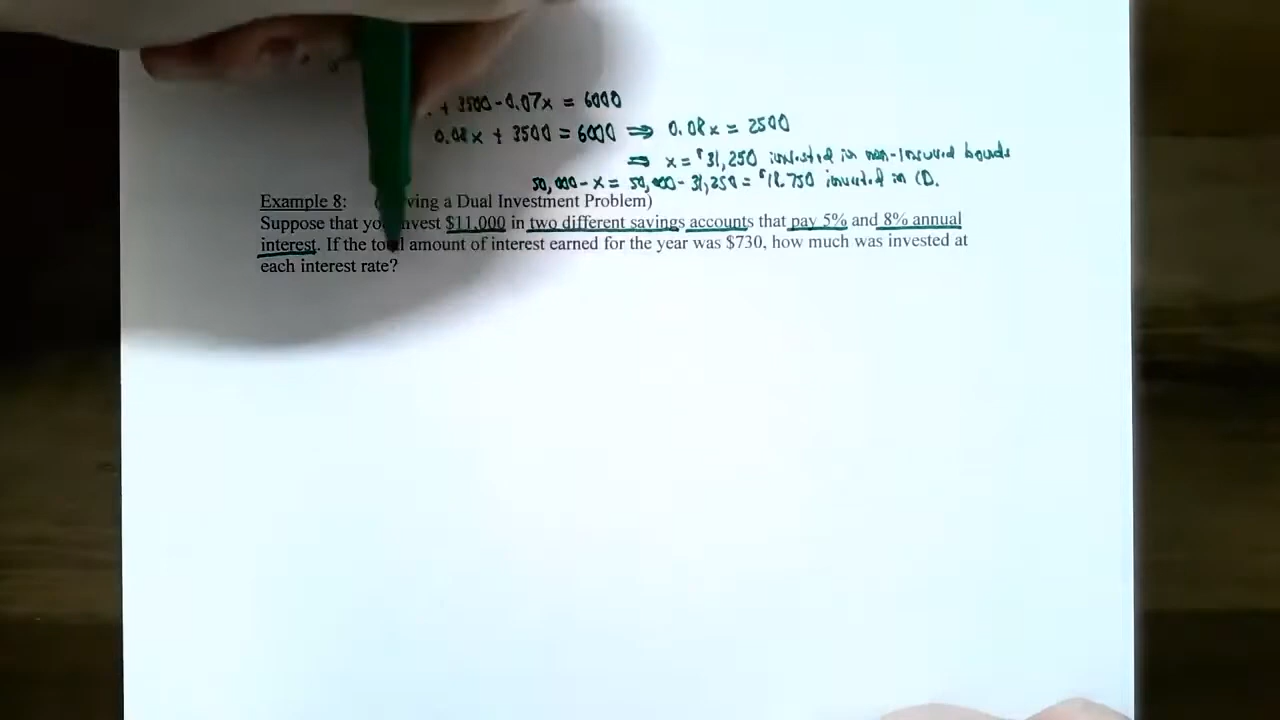 + 3500 - 0.07x = 6000
0.08x + 3500 = 6000 ⇒ 0.08x = 2500
⇒ x = $31,250 invested in non-insured bonds
50,000 - x = 50,000 - 31,250 = $18,750 invested in CD.
Example 8: ving a Dual Investment Problem)
Suppose that you invest $11,000 in two different savings accounts that pay 5% and 8% annual
interest. If the total amount of interest earned for the year was $730, how much was invested at
each interest rate?